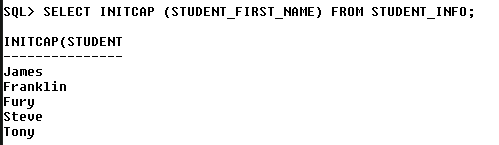 SQL> SELECT INITCAP (STUDENT_FIRST_NAME) FROM STUDENT_INFO;
INITCAP(STUDENT
---------------
James
Franklin
Fury
Steve
Tony